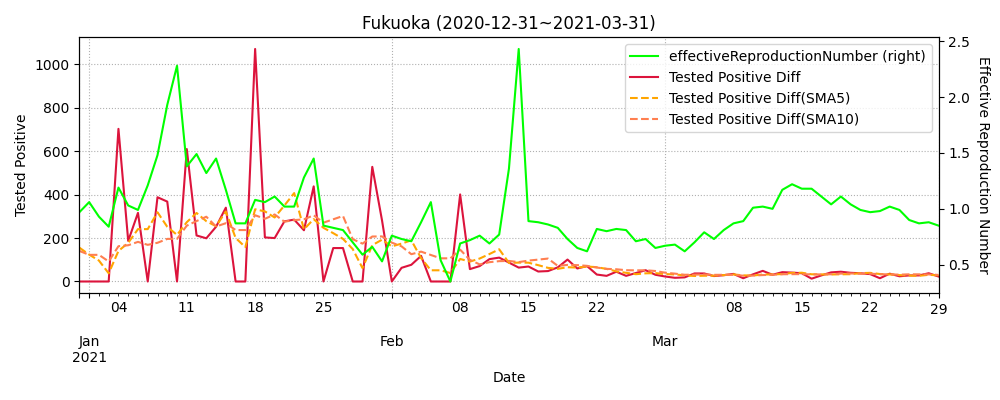 Fukuoka (2020-12-31~2021-03-31)
effectiveReproductionNumber (right)
Tested Positive Diff
Tested Positive Diff(SMA5)
Tested Positive Diff(SMA10)
Tested Positive
1000
800
600
400
200
0
Effective Reproduction Number
2.5
2.0
1.5
1.0
0.5
04 11 18 25 08 15 22 08 15 22 29
Jan Feb Mar
2021
Date